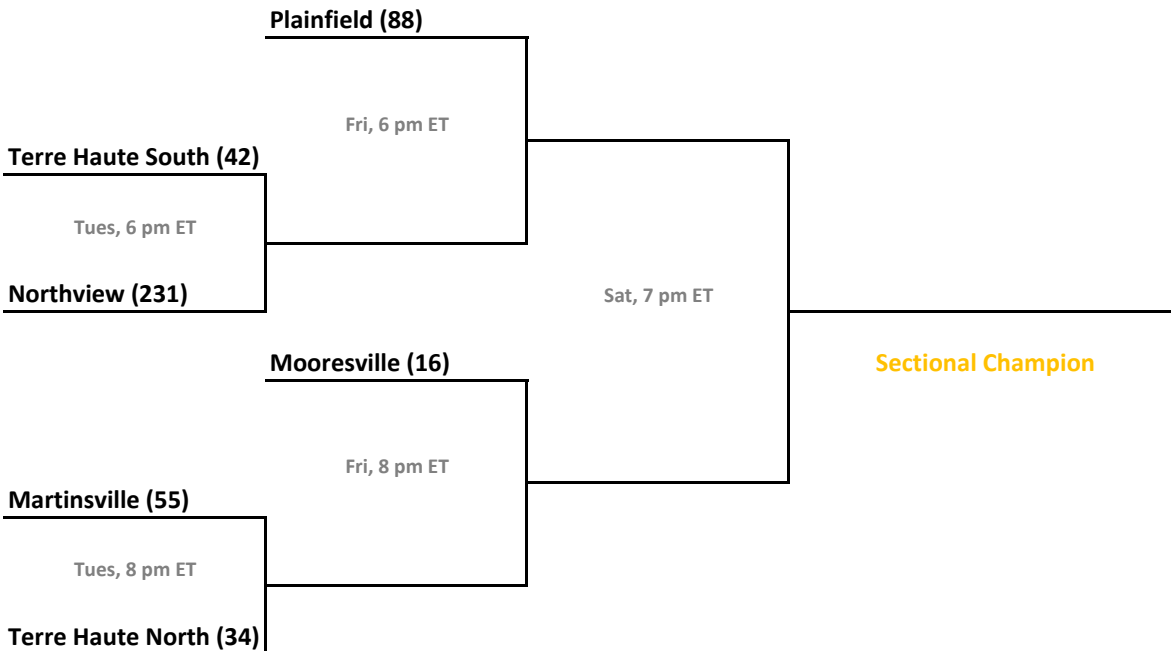 Plainfield (88)
Fri, 6 pm ET
Terre Haute South (42)
Tues, 6 pm ET
Northview (231)
Sat, 7 pm ET
Mooresville (16)
Sectional Champion
Fri, 8 pm ET
Martinsville (55)
Tues, 8 pm ET
Terre Haute North (34)